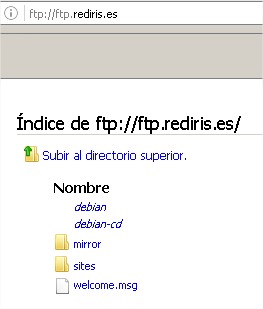 ftp://ftp.rediris.es
Índice de ftp://ftp.rediris.es/
Subir al directorio superior.
Nombre
debian
debian-cd
mirror
sites
welcome.msg